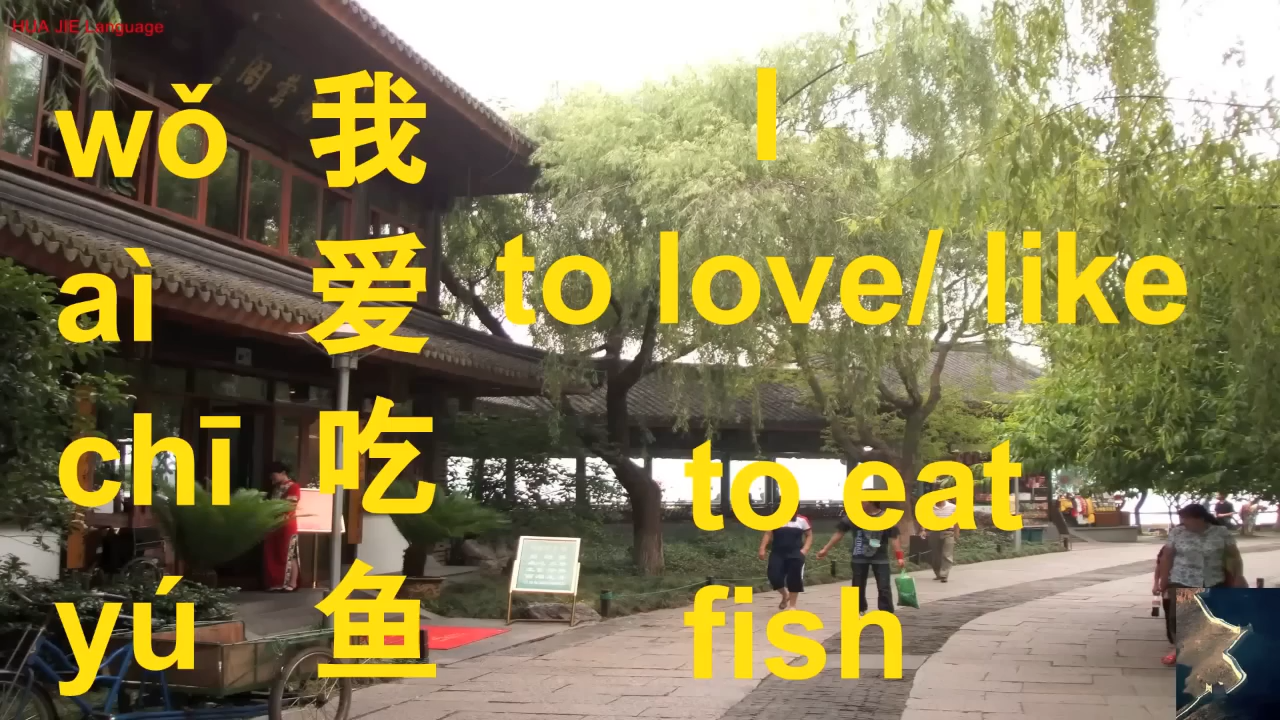 HUA JIE Language
wǒ 我 I
aì 爱 to love/ like
chī 吃 to eat
yú 鱼 fish